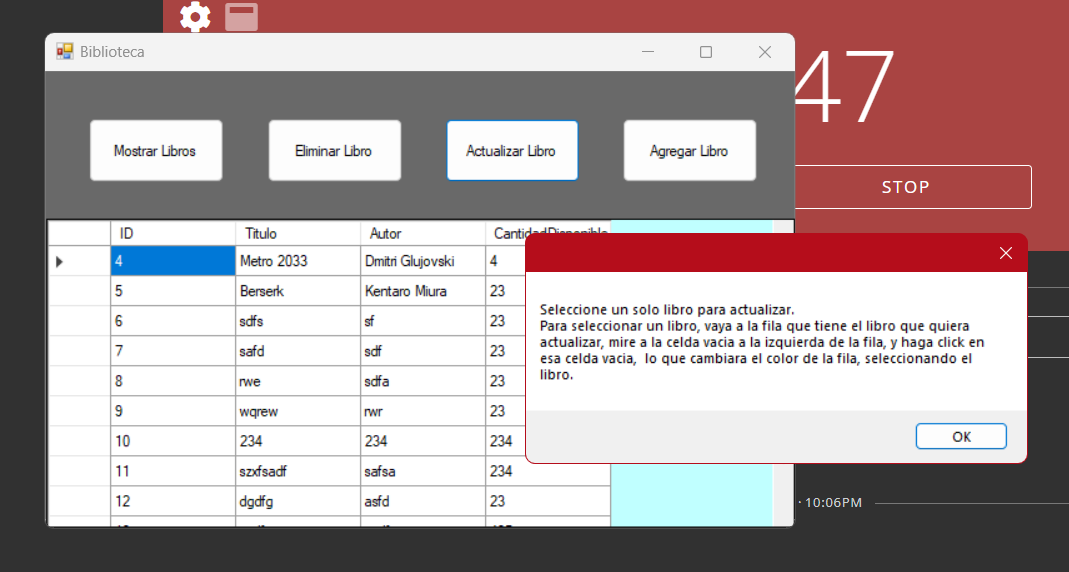 Biblioteca
47
STOP
Mostrar Libros
Eliminar Libro
Actualizar Libro
Agregar Libro
ID Titulo Autor CantidadDisponible
4 Metro 2033 Dmitri Glujovski 4
5 Berserk Kentaro Miura 23
6 sdfs sf 23
7 safd sdf 23
8 rwe sdfa 23
9 wqrew rwr 23
10 234 234 234
11 szxfsadf safsa 234
12 dgdfg asfd 23
Seleccione un solo libro para actualizar.
Para seleccionar un libro, vaya a la fila que tiene el libro que quiera
actualizar, mire a la celda vacia a la izquierda de la fila, y haga click en
esa celda vacia, lo que cambiara el color de la fila, seleccionando el
libro.
OK
· 10:06PM